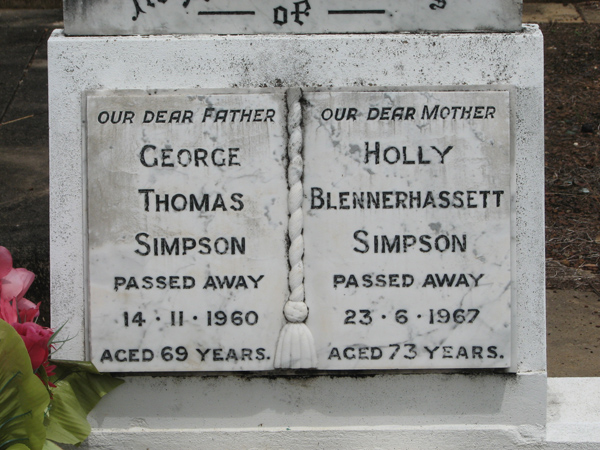 OF
OUR DEAR FATHER
GEORGE
THOMAS
SIMPSON
PASSED AWAY
14 · 11 · 1960
AGED 69 YEARS.
OUR DEAR MOTHER
HOLLY
BLENNERHASSETT
SIMPSON
PASSED AWAY
23 · 6 · 1967
AGED 73 YEARS.